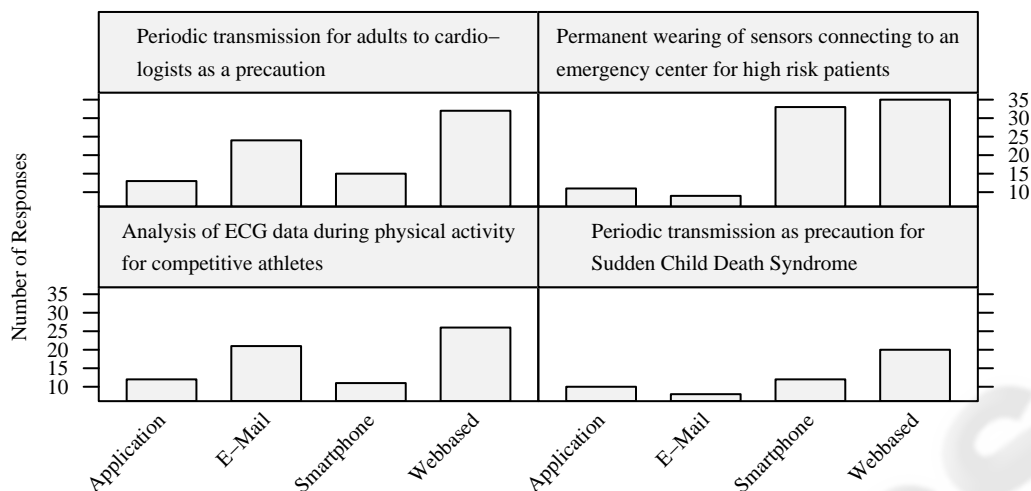 Periodic transmission for adults to cardio–
logists as a precaution
Permanent wearing of sensors connecting to an
emergency center for high risk patients
35
30
25
20
15
10
Number of Responses
Analysis of ECG data during physical activity
for competitive athletes
Periodic transmission as precaution for
Sudden Child Death Syndrome
35
30
25
20
15
10
Application
E–Mail
Smartphone
Webbased
Application
E–Mail
Smartphone
Webbased